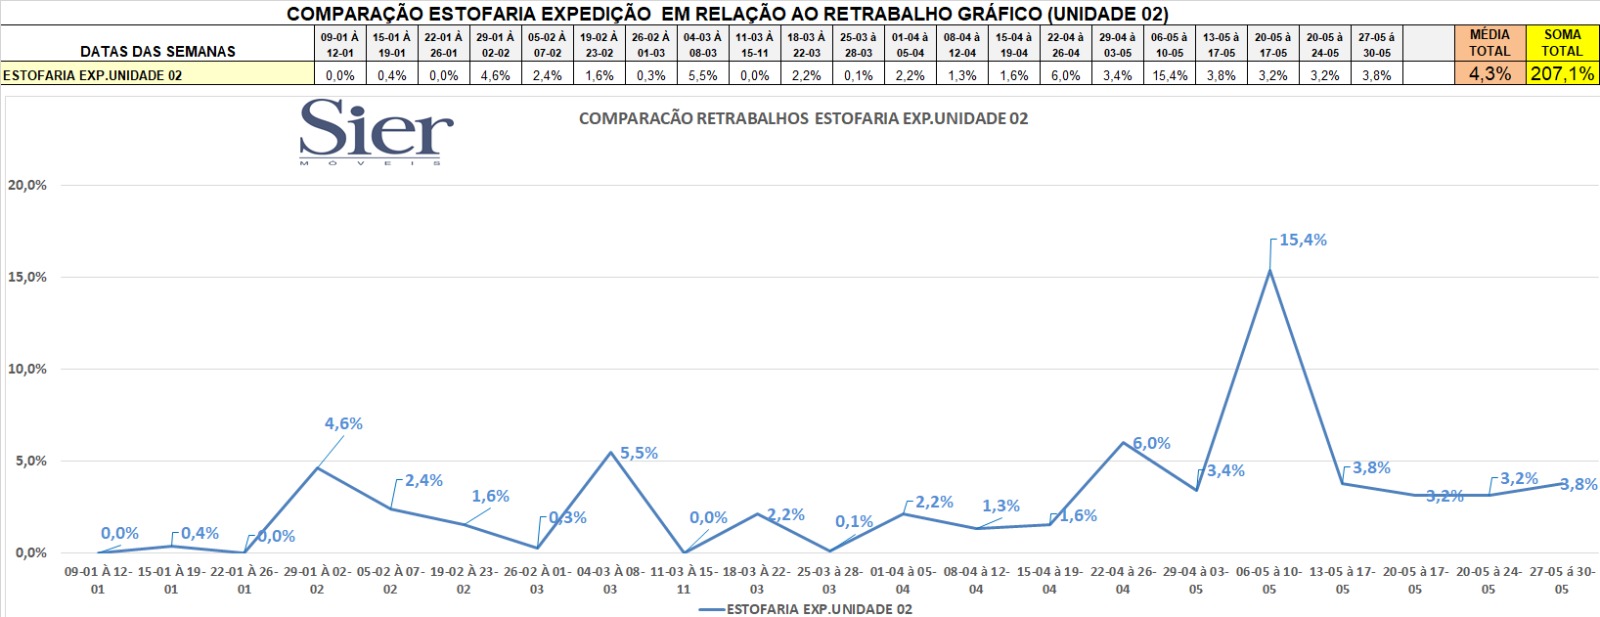 COMPARAÇÃO ESTOFARIA EXPEDIÇÃO  EM RELAÇÃO AO RETRABALHO GRÁFICO (UNIDADE 02)
DATAS DAS SEMANAS
09-01 À 12-01
15-01 À 19-01
22-01 À 26-01
29-01 À 02-02
05-02 À 07-02
19-02 À 23-02
26-02 À 01-03
04-03 À 08-03
11-03 À 15-11
18-03 À 22-03
25-03 à 28-03
01-04 à 05-04
08-04 à 12-04
15-04 à 19-04
22-04 á 26-04
29-04 á 03-05
06-05 á 10-05
13-05 á 17-05
20-05 á 17-05
20-05 á 24-05
27-05 á 30-05
MÉDIA TOTAL
SOMA TOTAL
ESTOFARIA EXP.UNIDADE 02 0,0% 0,4% 0,0% 4,6% 2,4% 1,6% 0,3% 5,5% 0,0% 2,2% 0,1% 2,2% 1,3% 1,6% 6,0% 3,4% 15,4% 3,8% 3,2% 3,2% 3,8% 4,3% 207,1%
Sier
MÓVEIS
COMPARACÃO RETRABALHOS ESTOFARIA EXP.UNIDADE 02
20,0%
15,0%
10,0%
5,0%
0,0%
0,0%
0,4%
0,0%
4,6%
2,4%
1,6%
0,3%
5,5%
0,0%
2,2%
0,1%
2,2%
1,3%
1,6%
6,0%
3,4%
15,4%
3,8%
3,2%
3,2%
3,8%
09-01 À 12-01
15-01 À 19-01
22-01 À 26-01
29-01 À 02-02
05-02 À 07-02
19-02 À 23-02
26-02 À 01-03
04-03 À 08-03
11-03 À 15-11
18-03 À 22-03
25-03 à 28-03
01-04 à 05-04
08-04 à 12-04
15-04 à 19-04
22-04 á 26-04
29-04 á 03-05
06-05 á 10-05
13-05 á 17-05
20-05 á 17-05
20-05 á 24-05
27-05 á 30-05
ESTOFARIA EXP.UNIDADE 02